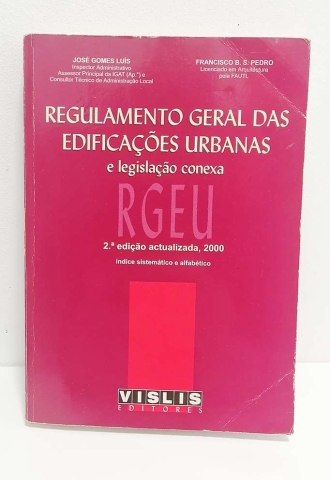 JOSÉ GOMES LUÍS
Inspector Administrativo
Assessor Principal da IGAT (Ap.ᵗᵒ) e
Consultor Técnico de Administração Local
FRANCISCO B. S. PEDRO
Licenciado em Arquitectura
pela FAUTL
REGULAMENTO GERAL DAS
EDIFICAÇÕES URBANAS
e legislação conexa
RGEU
2.ª edição actualizada, 2000
índice sistemático e alfabético
VISLIS
EDITORES